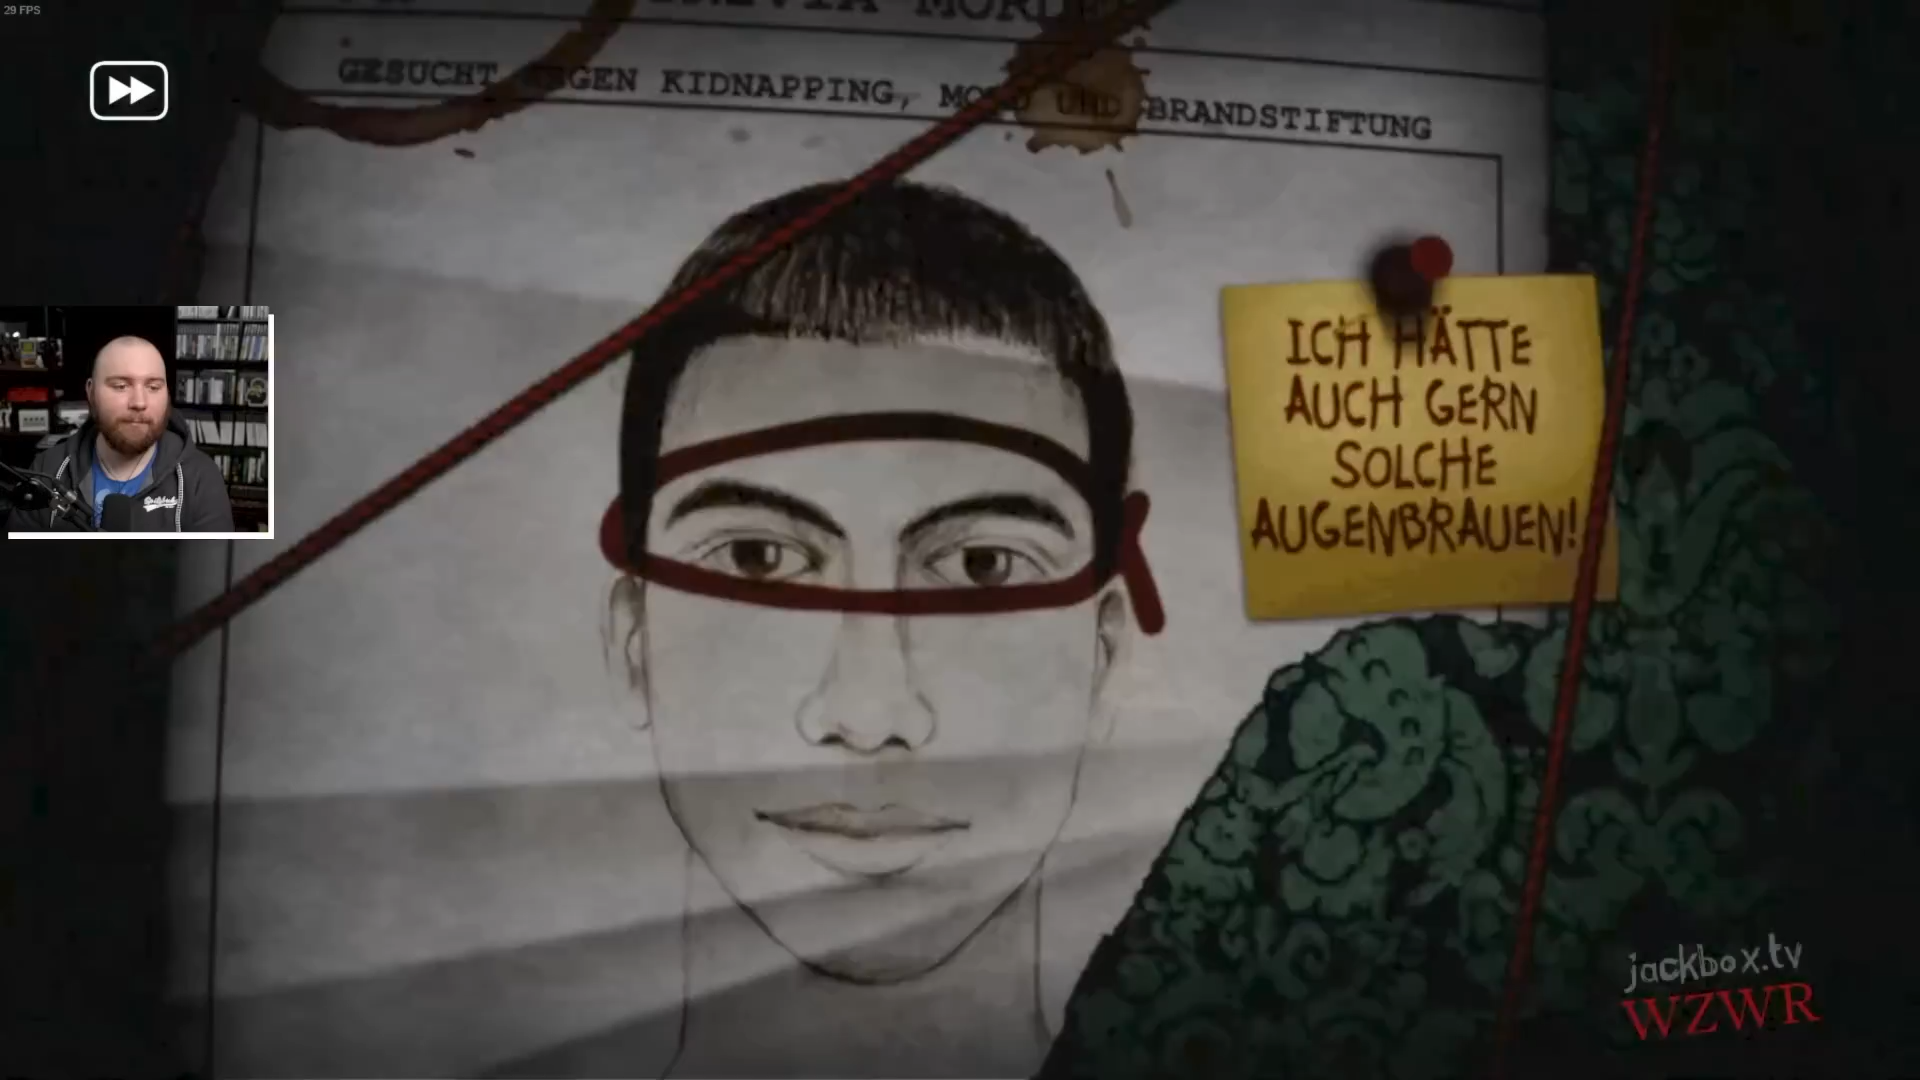 29 FPS
GESUCHT WEGEN KIDNAPPING, MORD UND BRANDSTIFTUNG
ICH HÄTTE
AUCH GERN
SOLCHE
AUGENBRAUEN!
jackbox.tv
WZWR